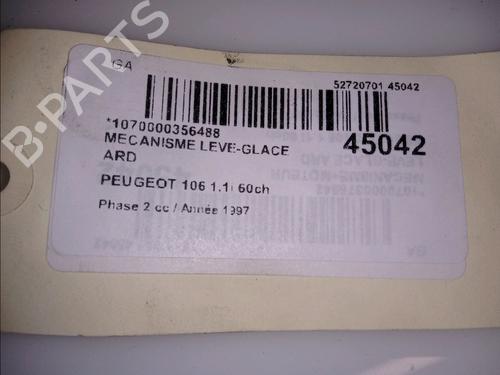 GA
52720701 45042
*1070000356488
45042
MECANISME LEVE-GLACE
ARD
PEUGEOT 106 1.1i 60ch
Phase 2 cc / Année 1997
B-PARTS